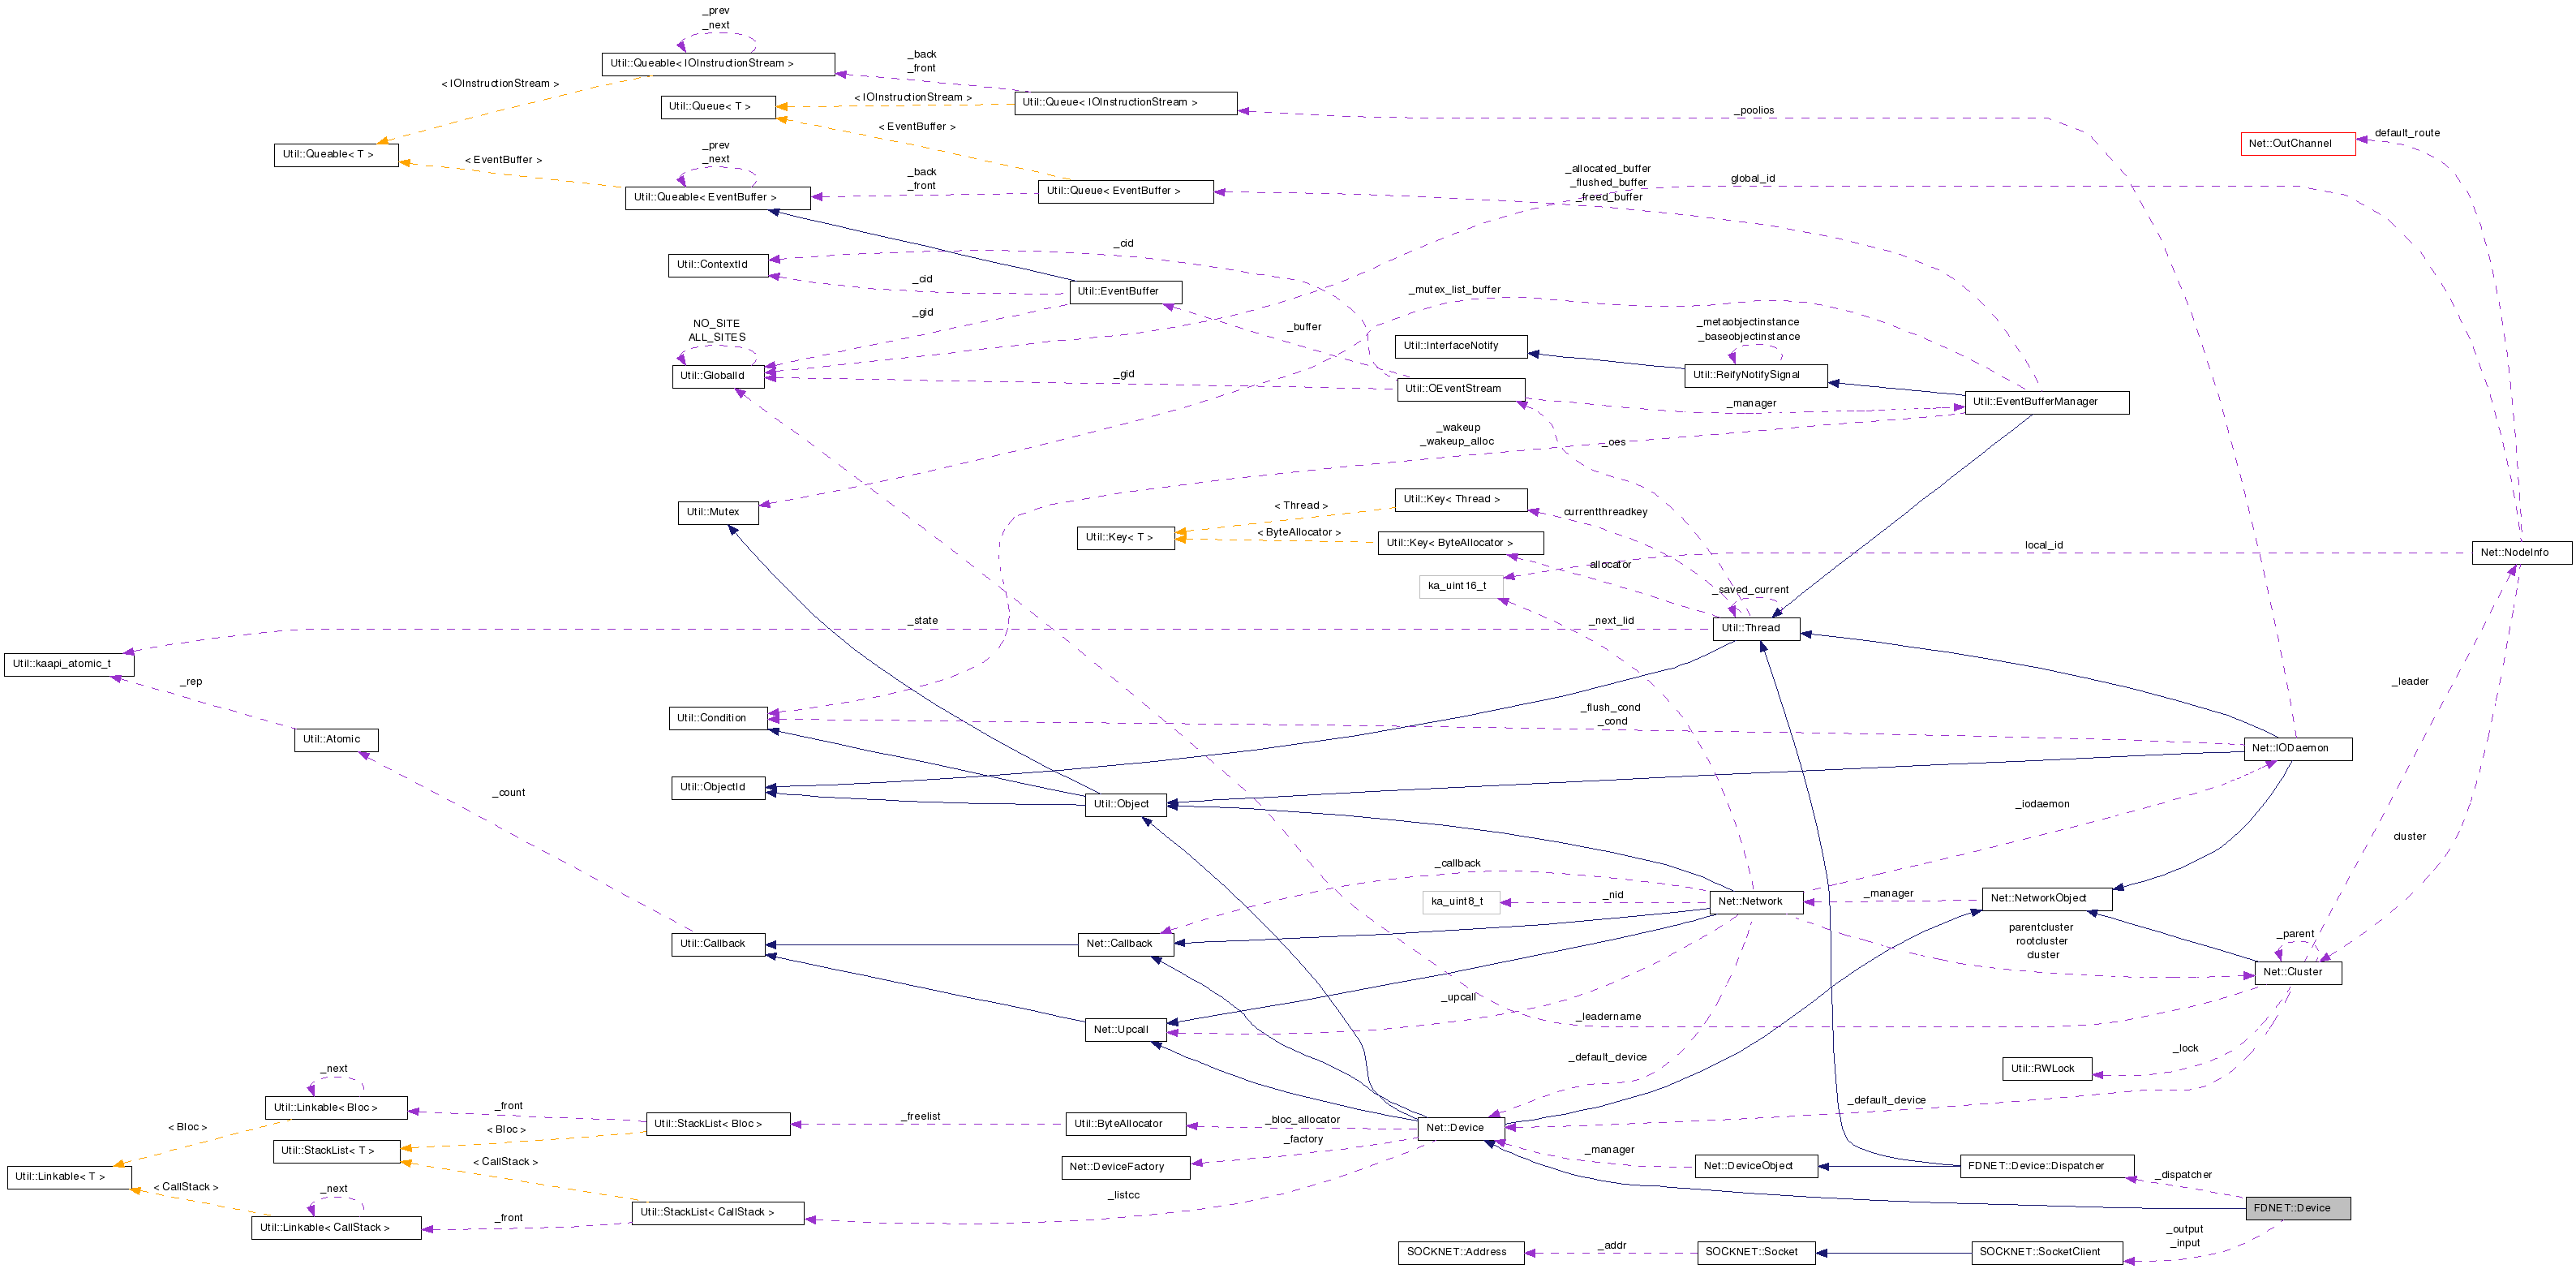 _prev
_next
Util::Queable< IOInstructionStream >
_back
_front
< IOInstructionStream >
Util::Queue< T >
< IOInstructionStream >
Util::Queue< IOInstructionStream >
_poolios
< EventBuffer >
default_route
Net::OutChannel
Util::Queable< T >
< EventBuffer >
_prev
_next
Util::Queable< EventBuffer >
_back
_front
Util::Queue< EventBuffer >
_allocated_buffer
_flushed_buffer
_freed_buffer
global_id
_cid
Util::ContextId
_cid
Util::EventBuffer
_mutex_list_buffer
_gid
_buffer
NO_SITE
ALL_SITES
Util::GlobalId
_gid
Util::InterfaceNotify
_metaobjectinstance
_baseobjectinstance
Util::ReifyNotifySignal
Util::OEventStream
_manager
Util::EventBufferManager
_wakeup
_wakeup_alloc
_oes
Util::Mutex
Util::Key< Thread >
< Thread >
currentthreadkey
Util::Key< T >
< ByteAllocator >
Util::Key< ByteAllocator >
local_id
Net::NodeInfo
allocator
ka_uint16_t
_saved_current
_state
_next_lid
Util::Thread
Util::kaapi_atomic_t
_rep
_leader
Util::Condition
_flush_cond
_cond
Util::Atomic
Net::IODaemon
Util::ObjectId
_count
Util::Object
_iodaemon
cluster
_callback
ka_uint8_t
_nid
Net::Network
_manager
Net::NetworkObject
Util::Callback
Net::Callback
parentcluster
rootcluster
cluster
_parent
Net::Cluster
_upcall
Net::Upcall
_leadername
_lock
Util::RWLock
_default_device
_next
Util::Linkable< Bloc >
_front
_default_device
< Bloc >
< Bloc >
Util::StackList< Bloc >
_freelist
Util::ByteAllocator
_bloc_allocator
Net::Device
Util::StackList< T >
_factory
Net::DeviceFactory
_manager
Net::DeviceObject
FDNET::Device::Dispatcher
< CallStack >
Util::Linkable< T >
< CallStack >
_next
_dispatcher
_listcc
Util::StackList< CallStack >
_front
Util::Linkable< CallStack >
FDNET::Device
_output
_input
SOCKNET::Address
_addr
SOCKNET::Socket
SOCKNET::SocketClient